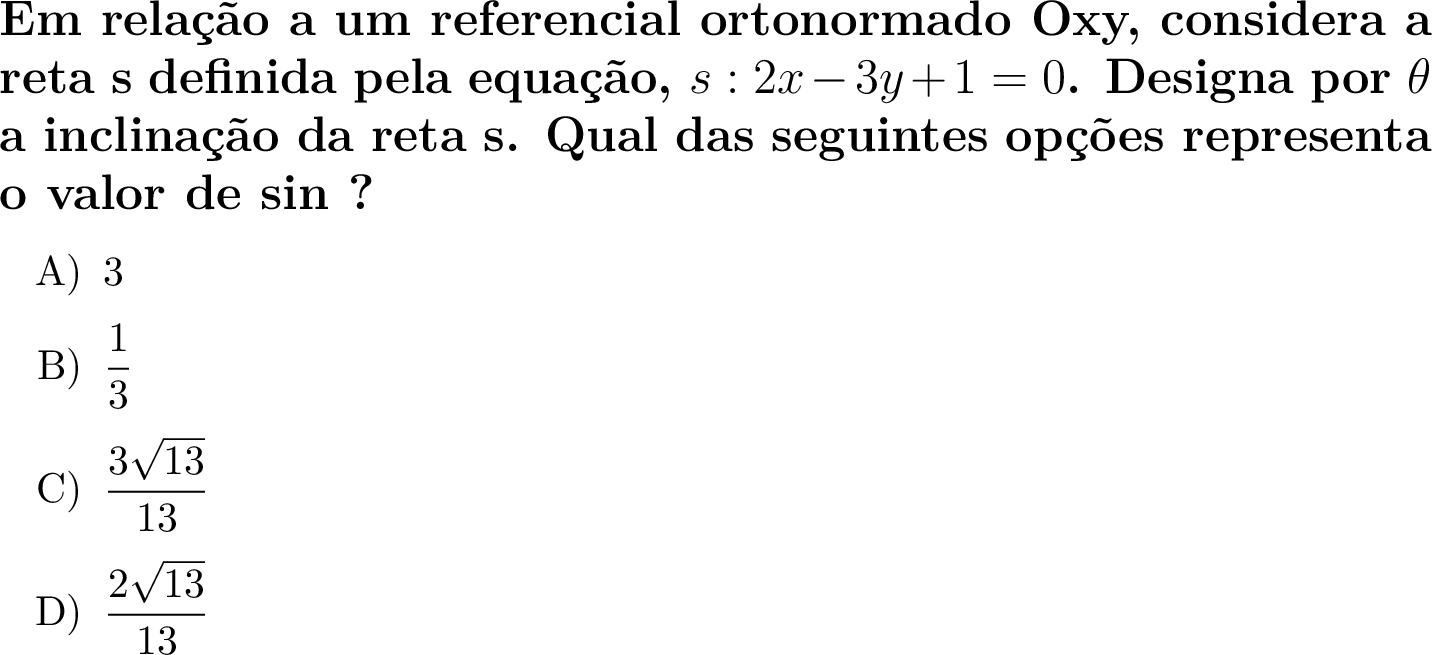 Em relação a um referencial ortonormado Oxy, considera a
reta s definida pela equação, $s : 2x - 3y + 1 = 0$. Designa por $\theta$
a inclinação da reta s. Qual das seguintes opções representa
o valor de sin ?
A) 3
B) $\frac{1}{3}$
C) $\frac{3\sqrt{13}}{13}$
D) $\frac{2\sqrt{13}}{13}$